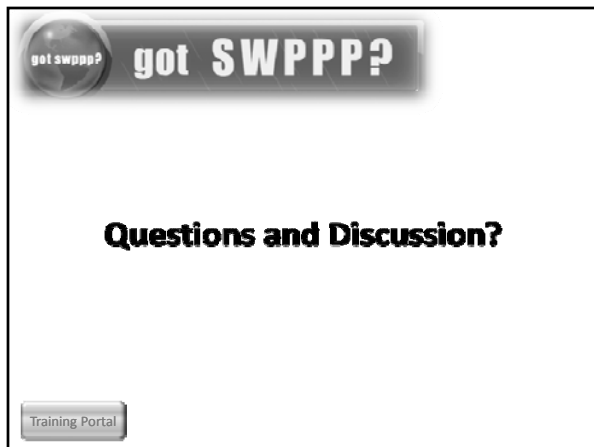 got swppp?
got SWPPP?
Questions and Discussion?
Training Portal